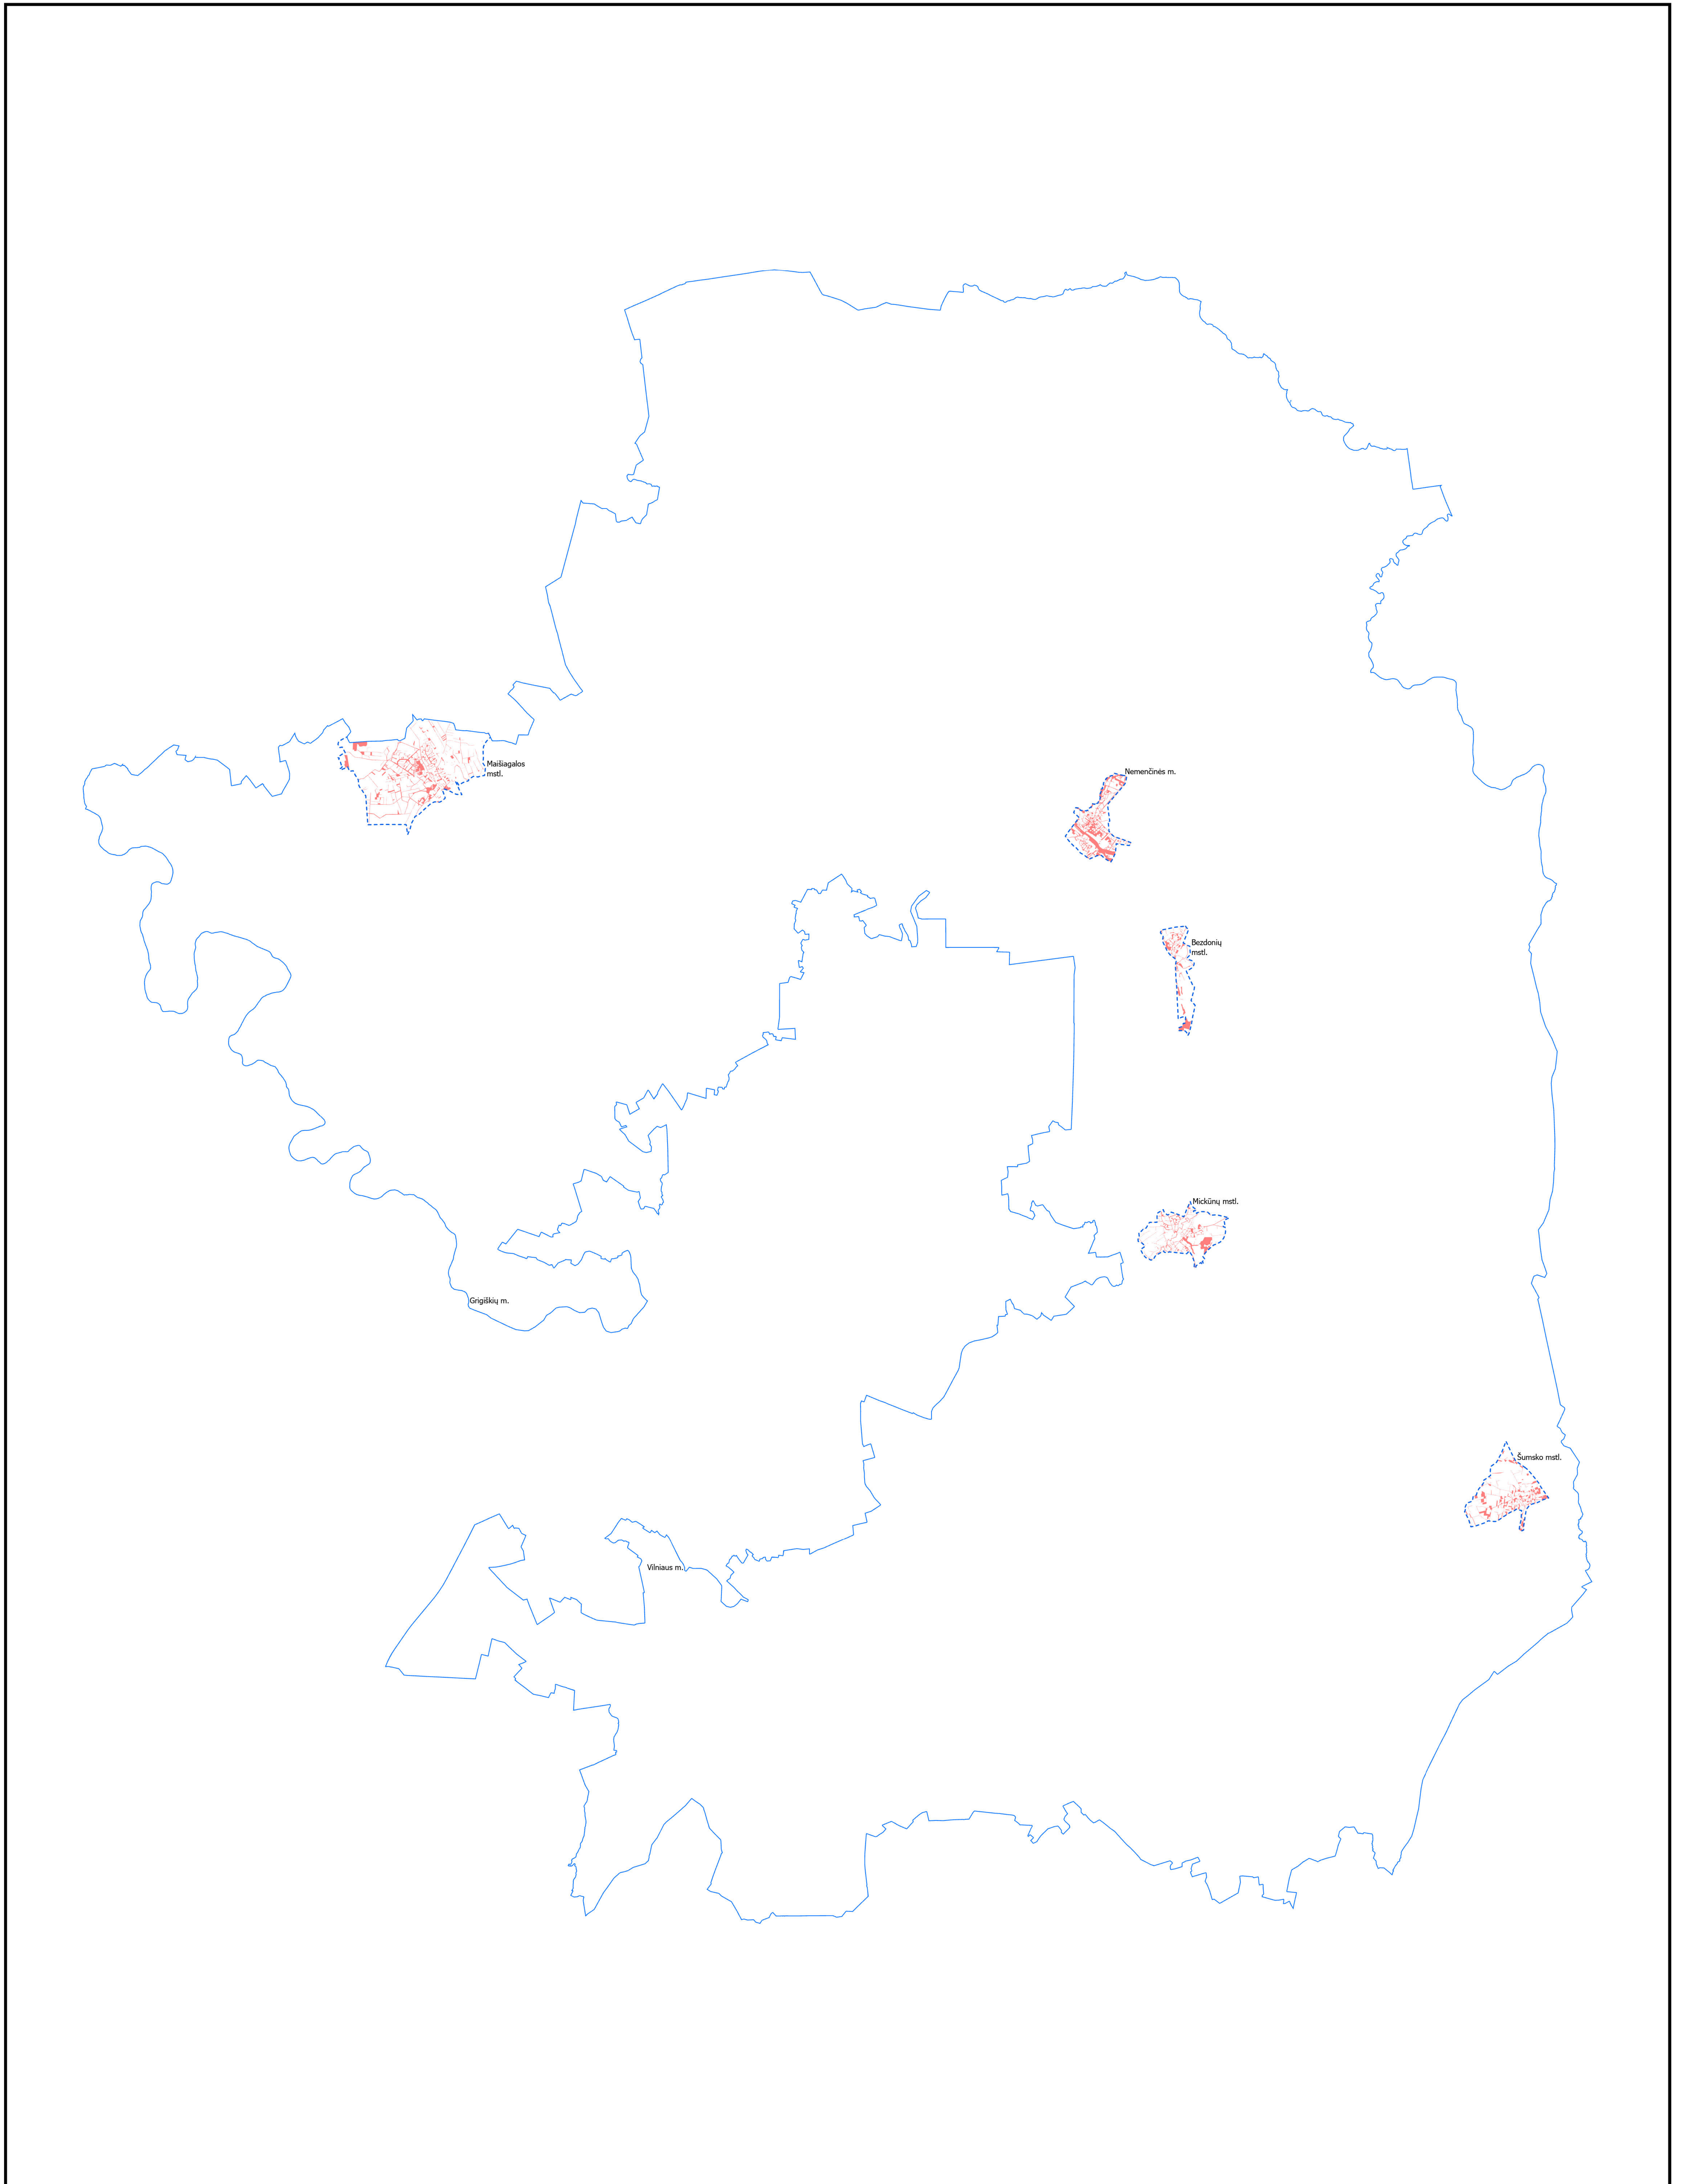 Maišiagalos
mstl.
Nemenčinės m.
Bezdonių
mstl.
Mickūnų mstl.
Grigiškių m.
Šumsko mstl.
Vilniaus m.